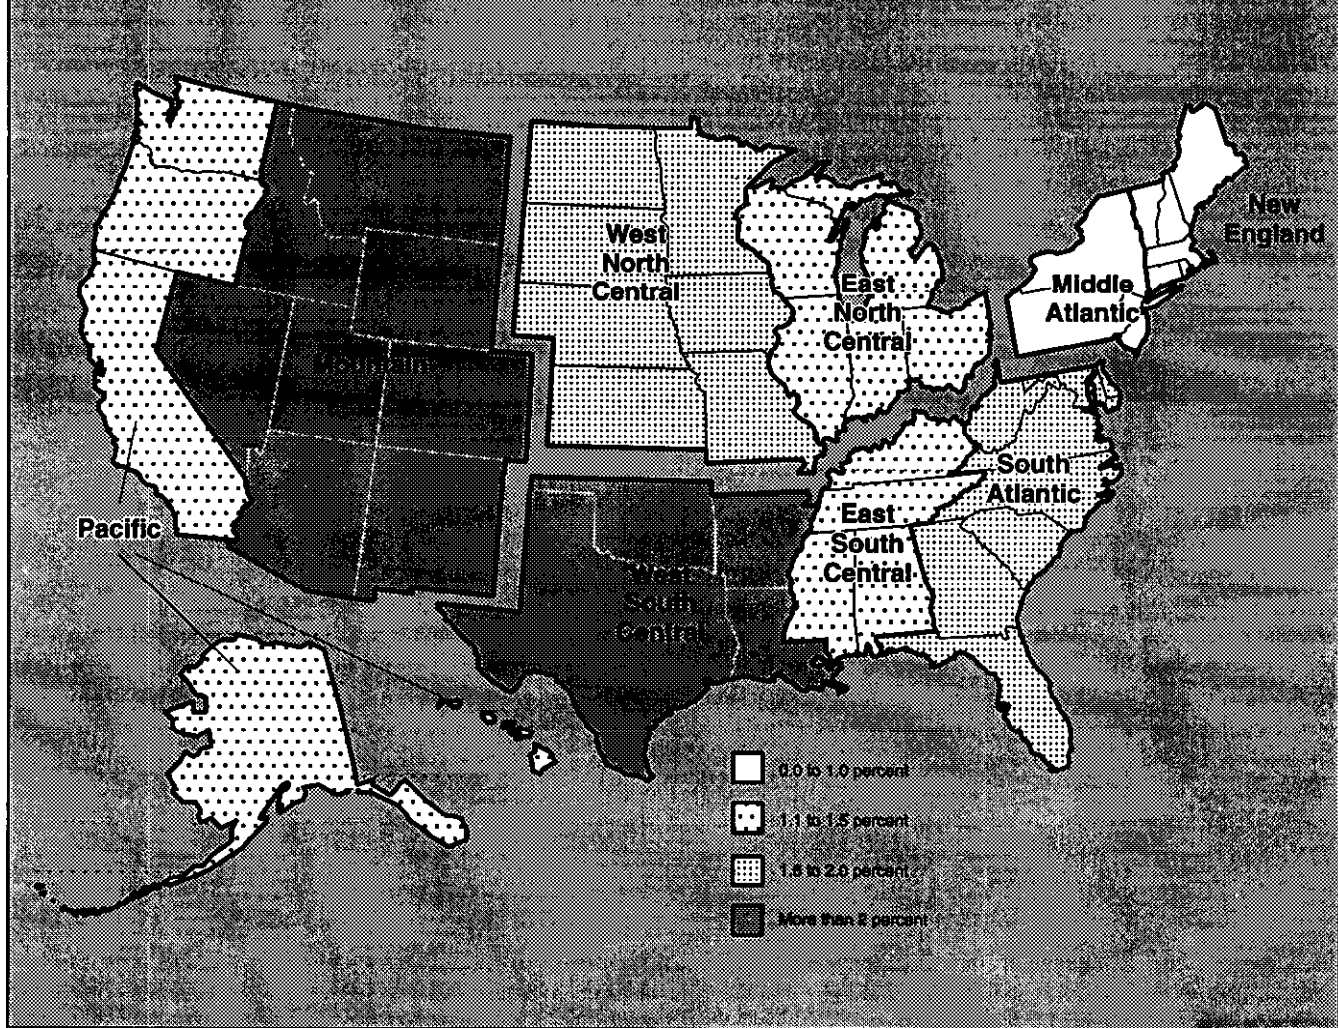 New
England
West
North
Central
East
North
Central
Middle
Atlantic
Mountain
South
Atlantic
East
South
Central
Pacific
West
South
Central
0.0 to 1.0 percent
1.1 to 1.5 percent
1.6 to 2.0 percent
More than 2 percent